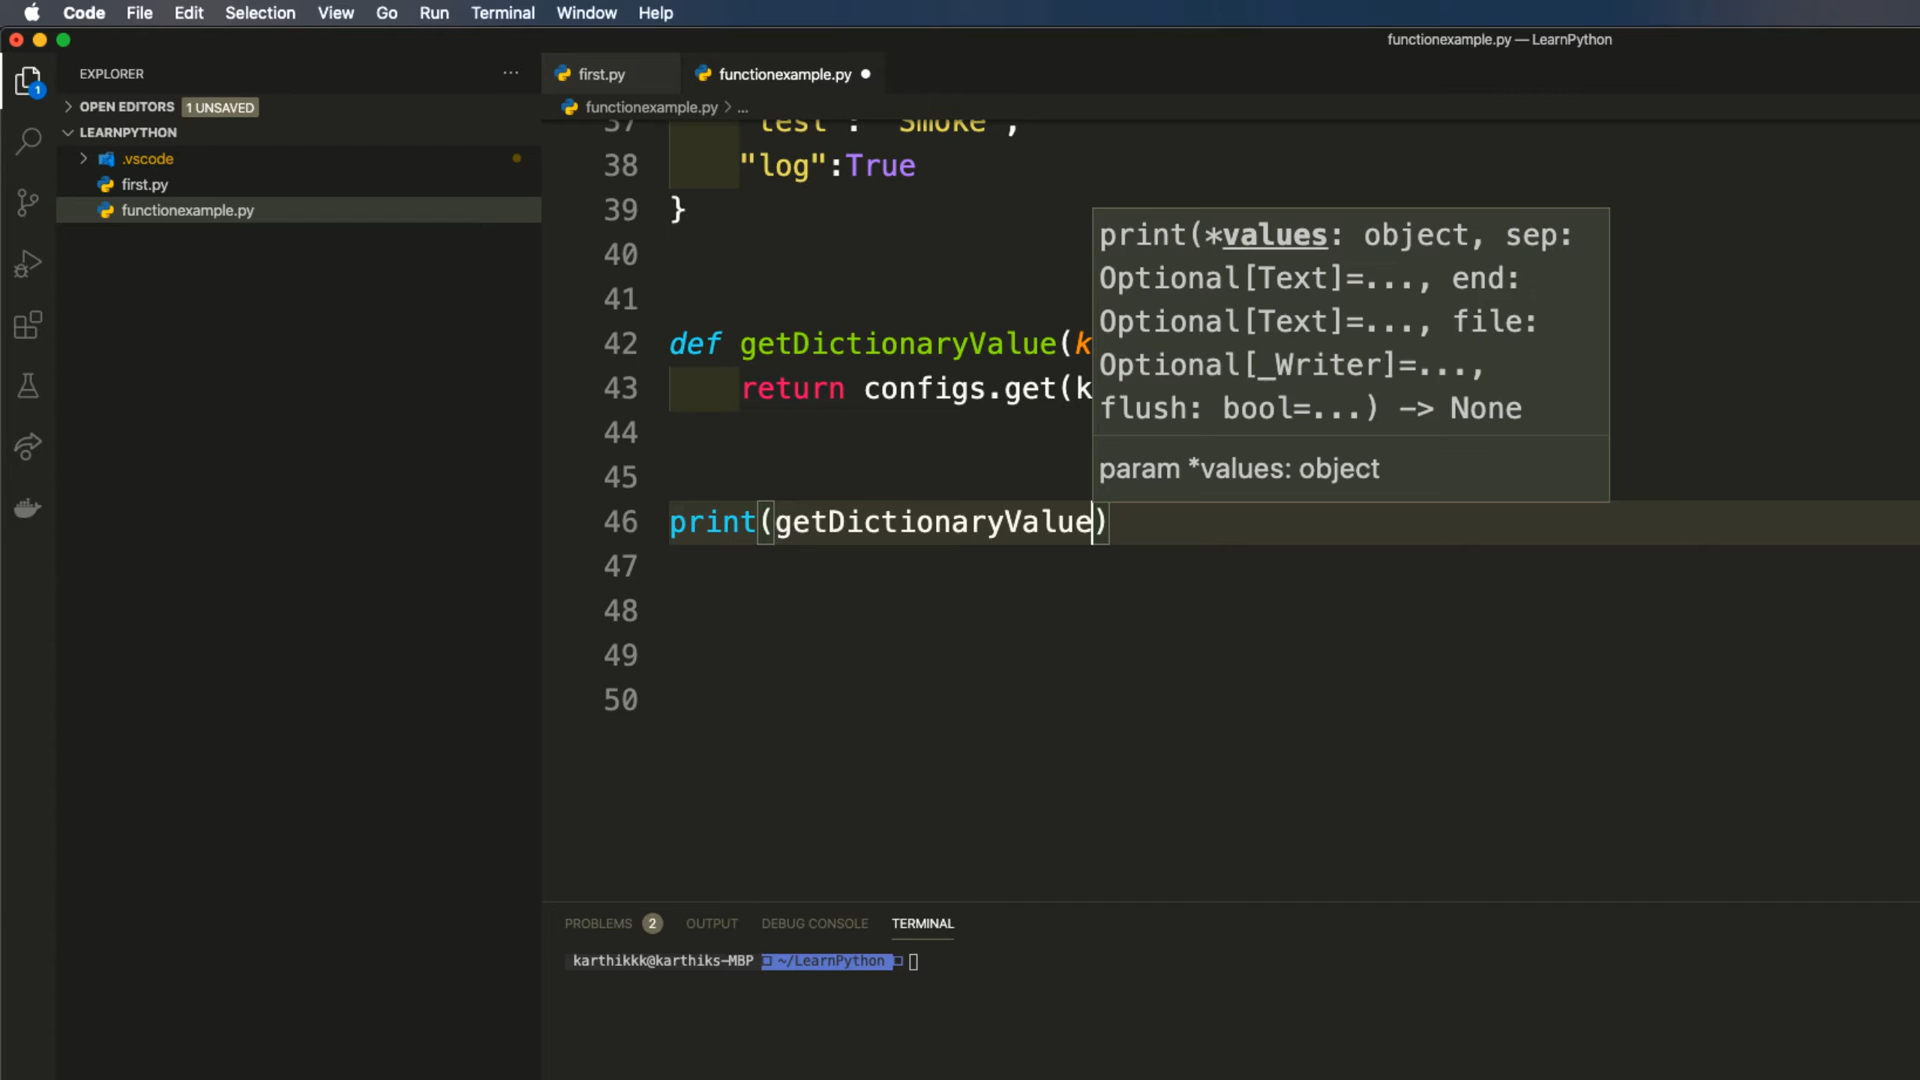 Code File Edit Selection View Go Run Terminal Window Help
functionexample.py — LearnPython
EXPLORER ···
first.py
functionexample.py
OPEN EDITORS 1 UNSAVED
functionexample.py > ...
LEARNPYTHON
.vscode
first.py
functionexample.py
1
37 "test": "Smoke",
38 "log":True
39 }
40
41
42 def getDictionaryValue(k
43 return configs.get(k
44
45
46 print(getDictionaryValue)
47
48
49
50
print(*values: object, sep:
Optional[Text]=..., end:
Optional[Text]=..., file:
Optional[_Writer]=...,
flush: bool=...) -> None
param *values: object
PROBLEMS 2 OUTPUT DEBUG CONSOLE TERMINAL
karthikkk@karthiks-MBP ~/LearnPython